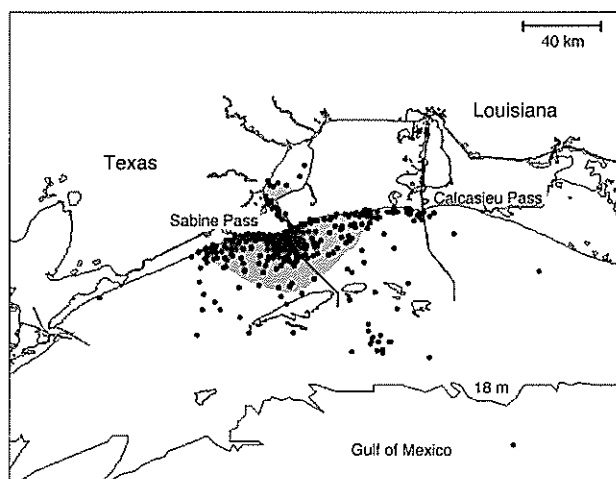 40 km
Louisiana
Texas
Calcasieu Pass
Sabine Pass
18 m
Gulf of Mexico